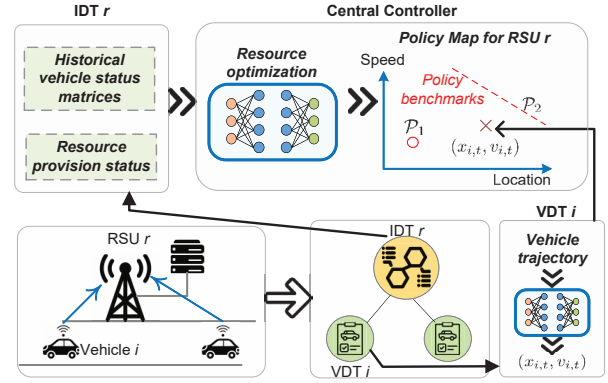 IDT r
Central Controller
Historical
vehicle status
matrices
Resource
provision status
Resource
optimization
Policy Map for RSU r
Speed
Policy
benchmarks
𝒫₁
𝒫₂
(x_{i,t}, v_{i,t})
Location
RSU r
Vehicle i
IDT r
VDT i
VDT i
Vehicle
trajectory
(x_{i,t}, v_{i,t})